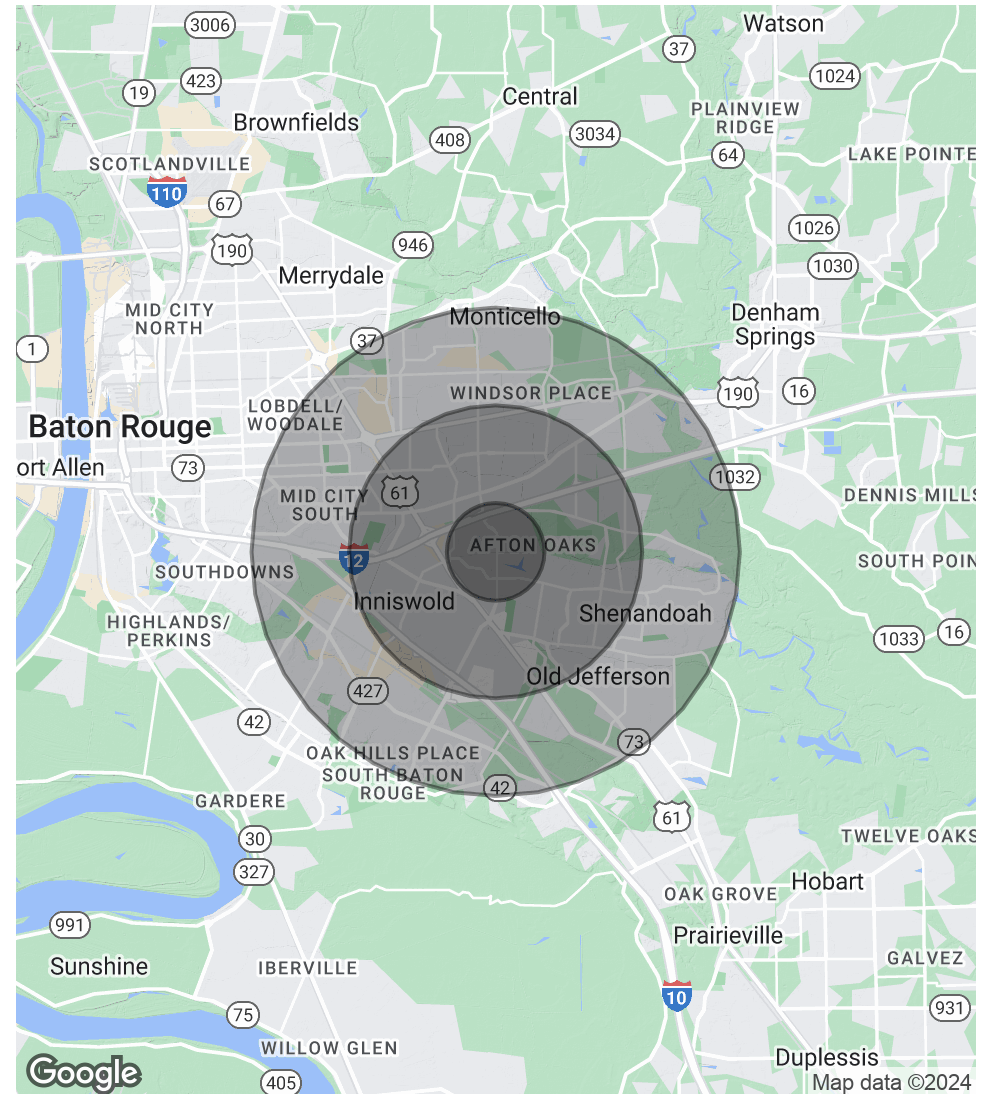 3006
Watson
37
423
1024
19
Central
PLAINVIEW
RIDGE
Brownfields
3034
408
64
LAKE POINTE
SCOTLANDVILLE
110
67
1026
946
190
1030
Merrydale
MID CITY
NORTH
Monticello
Denham
Springs
37
1
190
16
WINDSOR PLACE
LOBDELL/
WOODALE
Baton Rouge
ort Allen
73
1032
61
MID CITY
SOUTH
DENNIS MILLS
AFTON OAKS
12
SOUTH POIN
SOUTHDOWNS
Inniswold
Shenandoah
HIGHLANDS/
PERKINS
16
1033
Old Jefferson
427
42
73
OAK HILLS PLACE
SOUTH BATON
ROUGE
42
GARDERE
61
30
TWELVE OAKS
327
Hobart
OAK GROVE
991
Prairieville
Sunshine
IBERVILLE
GALVEZ
10
931
75
WILLOW GLEN
Duplessis
Google
405
Map data ©2024